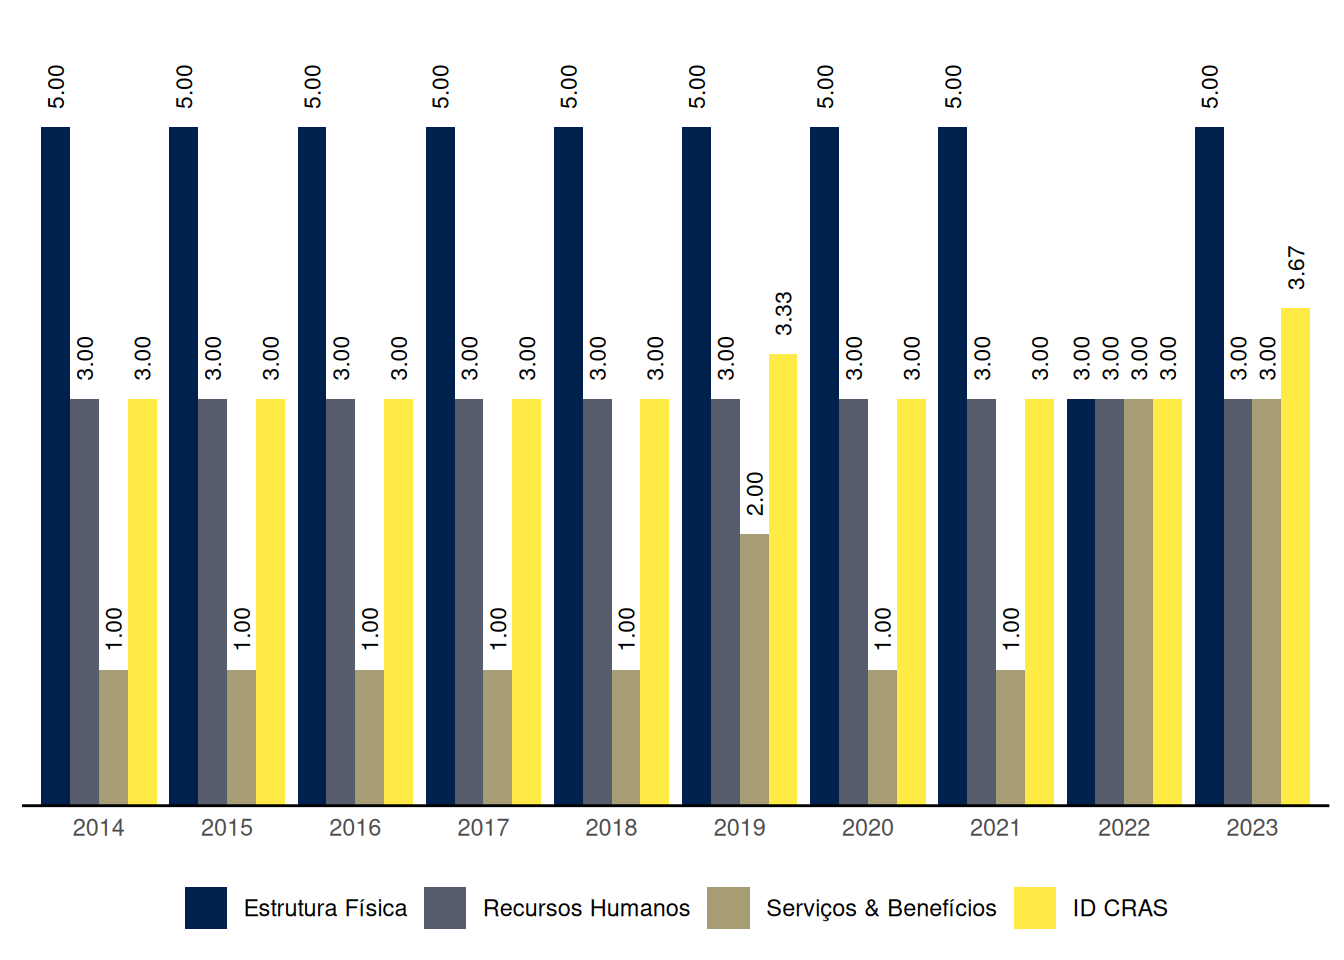 5.00 5.00 5.00 5.00 5.00 5.00 5.00 5.00 5.00
3.67
3.33
3.00 3.00 3.00 3.00 3.00 3.00 3.00 3.00 3.00 3.00 3.00 3.00 3.00 3.00 3.00 3.00 3.00 3.00 3.00 3.00 3.00 3.00
2.00
1.00 1.00 1.00 1.00 1.00 1.00 1.00
2014 2015 2016 2017 2018 2019 2020 2021 2022 2023
Estrutura Física Recursos Humanos Serviços & Benefícios ID CRAS